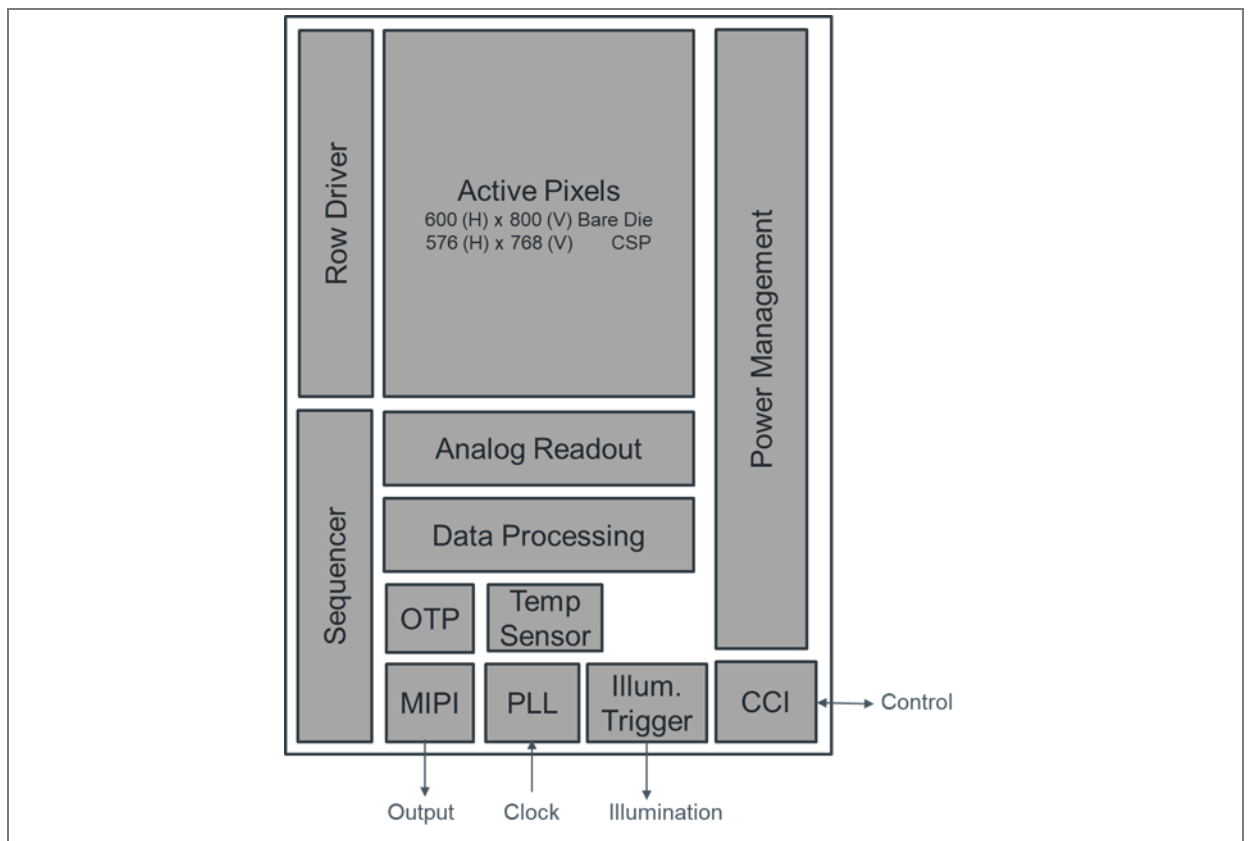 Row Driver
Active Pixels
600 (H) x 800 (V) Bare Die
576 (H) x 768 (V) CSP
Power Management
Sequencer
Analog Readout
Data Processing
OTP
Temp
Sensor
MIPI
PLL
Illum.
Trigger
CCI
Control
Output
Clock
Illumination